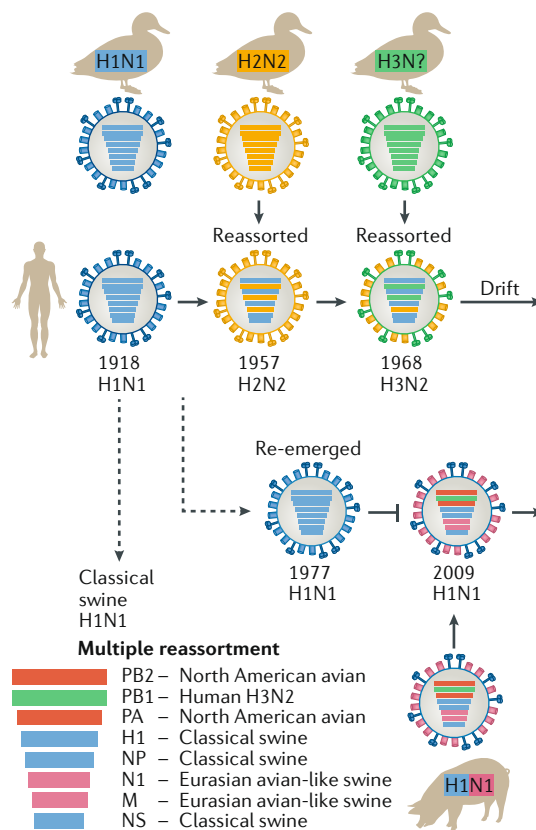 H1N1
H2N2
H3N?
Reassorted
Reassorted
Drift
1918
H1N1
1957
H2N2
1968
H3N2
Re-emerged
1977
H1N1
2009
H1N1
Classical
swine
H1N1
Multiple reassortment
PB2 – North American avian
PB1 – Human H3N2
PA – North American avian
H1 – Classical swine
NP – Classical swine
N1 – Eurasian avian-like swine
M – Eurasian avian-like swine
NS – Classical swine
H1N1